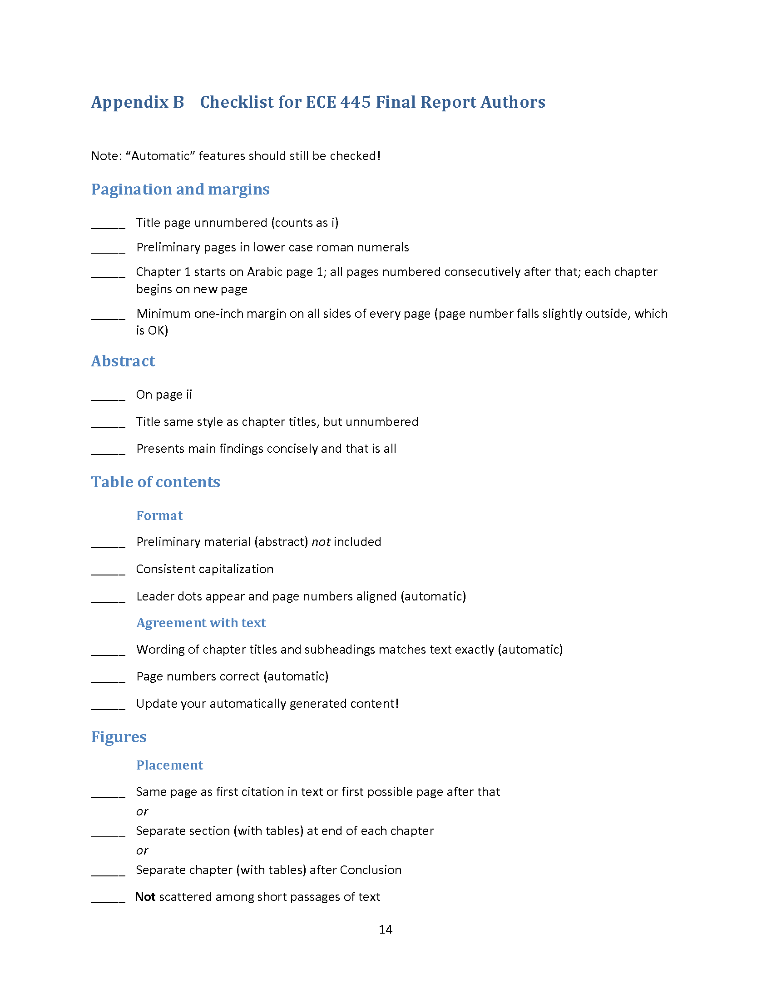 Appendix B Checklist for ECE 445 Final Report Authors
Note: “Automatic” features should still be checked!
Pagination and margins
_____ Title page unnumbered (counts as i)
_____ Preliminary pages in lower case roman numerals
_____ Chapter 1 starts on Arabic page 1; all pages numbered consecutively after that; each chapter
begins on new page
_____ Minimum one-inch margin on all sides of every page (page number falls slightly outside, which
is OK)
Abstract
_____ On page ii
_____ Title same style as chapter titles, but unnumbered
_____ Presents main findings concisely and that is all
Table of contents
Format
_____ Preliminary material (abstract) not included
_____ Consistent capitalization
_____ Leader dots appear and page numbers aligned (automatic)
Agreement with text
_____ Wording of chapter titles and subheadings matches text exactly (automatic)
_____ Page numbers correct (automatic)
_____ Update your automatically generated content!
Figures
Placement
_____ Same page as first citation in text or first possible page after that
or
_____ Separate section (with tables) at end of each chapter
or
_____ Separate chapter (with tables) after Conclusion
_____ Not scattered among short passages of text
14